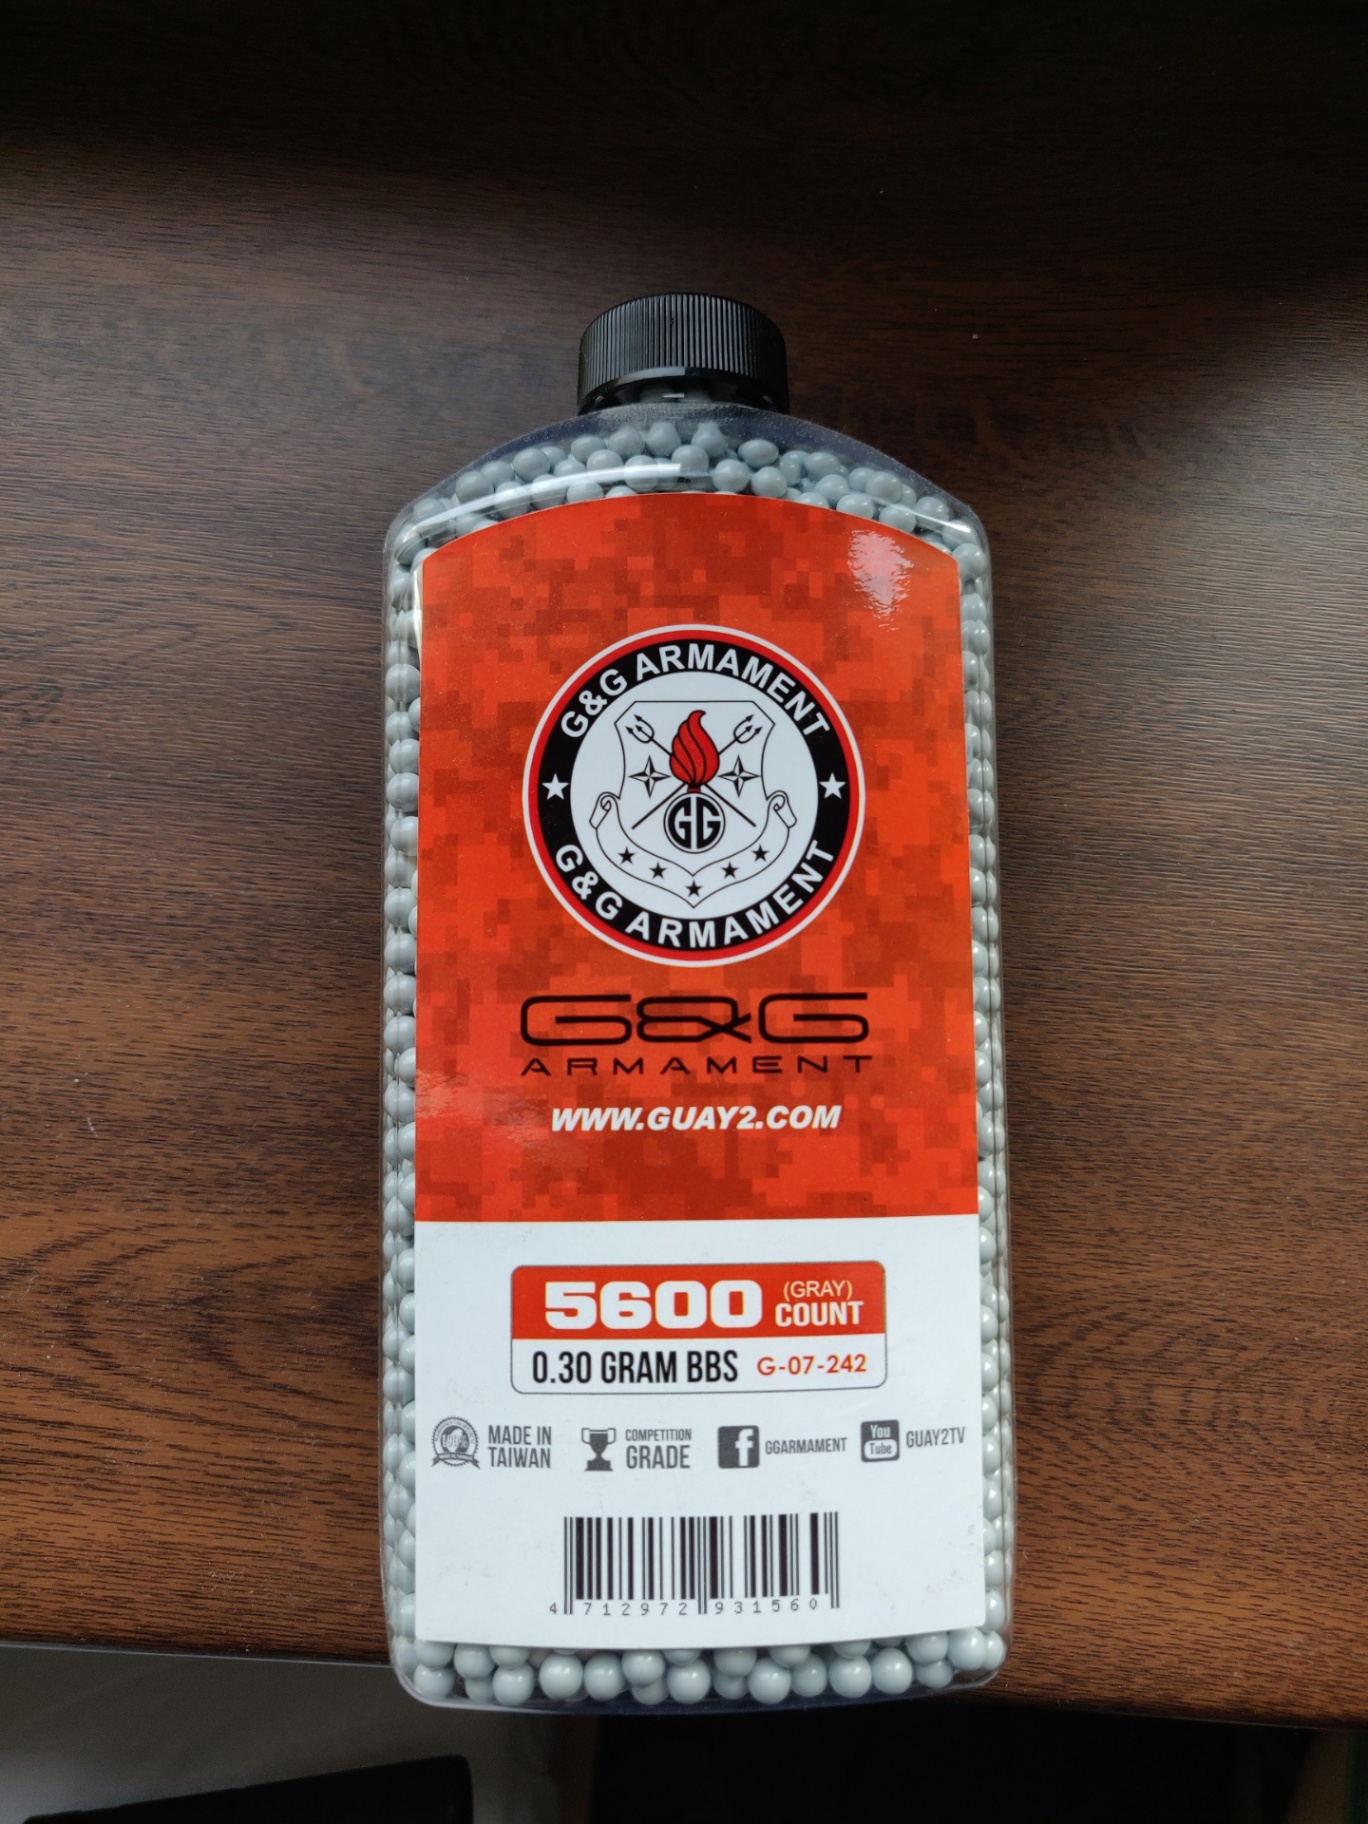 G&G ARMAMENT
GG
G&G ARMAMENT
G&G
ARMAMENT
WWW.GUAY2.COM
5600 (GRAY) COUNT
0.30 GRAM BBS G-07-242
MADE IN TAIWAN
COMPETITION GRADE
f GGARMAMENT
You Tube GUAY2TV
4 712972 931560